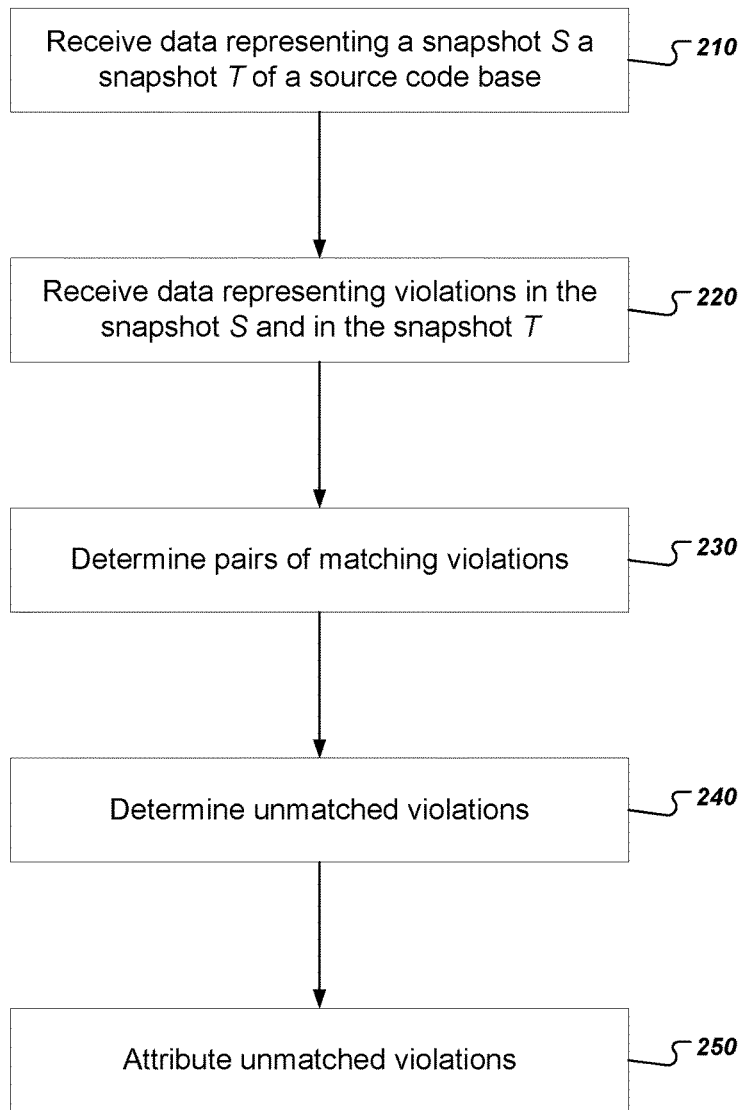 Receive data representing a snapshot S a
snapshot T of a source code base
210
Receive data representing violations in the
snapshot S and in the snapshot T
220
Determine pairs of matching violations
230
Determine unmatched violations
240
Attribute unmatched violations
250